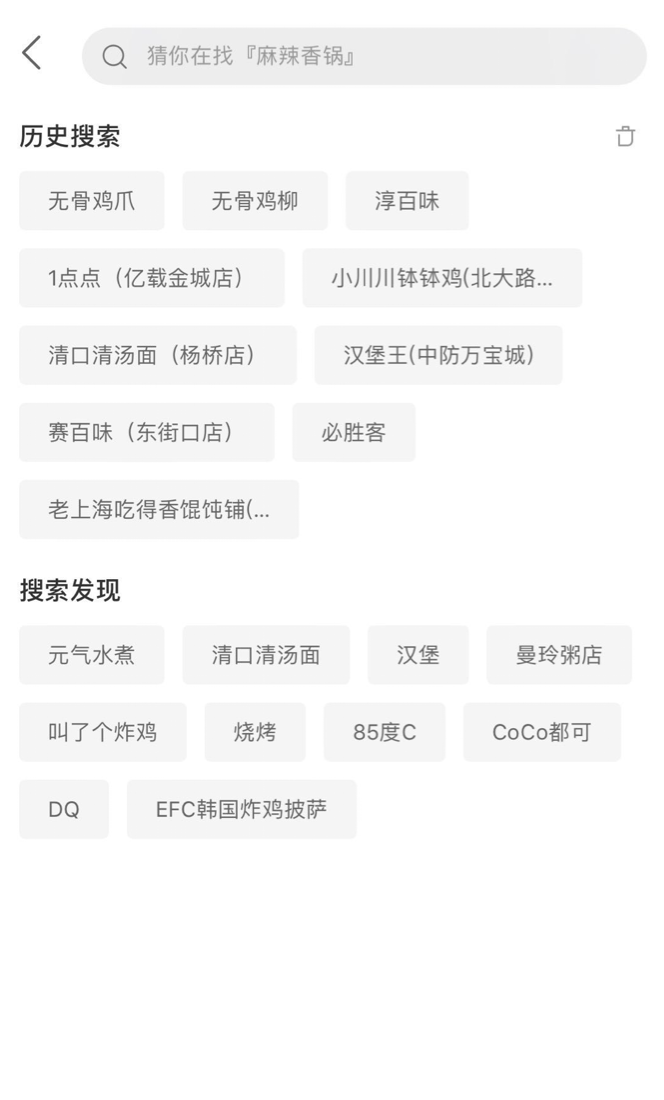 猜你在找『麻辣香锅』
历史搜索
无骨鸡爪 无骨鸡柳 淳百味
1点点（亿载金城店） 小川川钵钵鸡(北大路...
清口清汤面（杨桥店） 汉堡王(中防万宝城)
赛百味（东街口店） 必胜客
老上海吃得香馄饨铺(...
搜索发现
元气水煮 清口清汤面 汉堡 曼玲粥店
叫了个炸鸡 烧烤 85度C CoCo都可
DQ EFC韩国炸鸡披萨